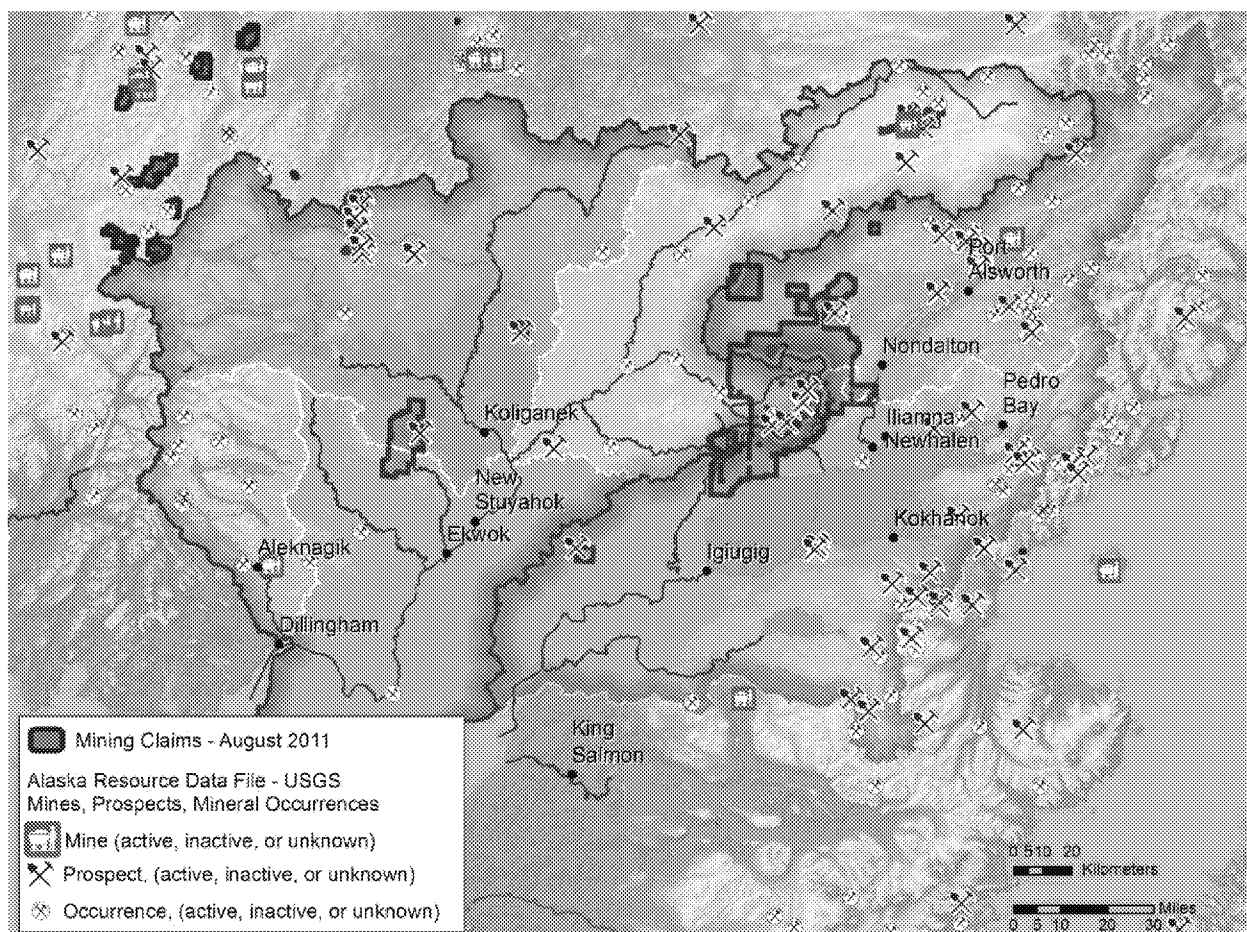 Port
Alsworth
Nondalton
Pedro
Bay
Iliamna
Newhalen
Koliganek
New
Stuyahok
Ekwok
Kokhanok
Aleknagik
Igiugig
Dillingham
King
Salmon
Mining Claims - August 2011
Alaska Resource Data File - USGS
Mines, Prospects, Mineral Occurrences
Mine (active, inactive, or unknown)
Prospect, (active, inactive, or unknown)
Occurrence, (active, inactive, or unknown)
0 5 10 20
Kilometers
Miles
0 5 10 20 30